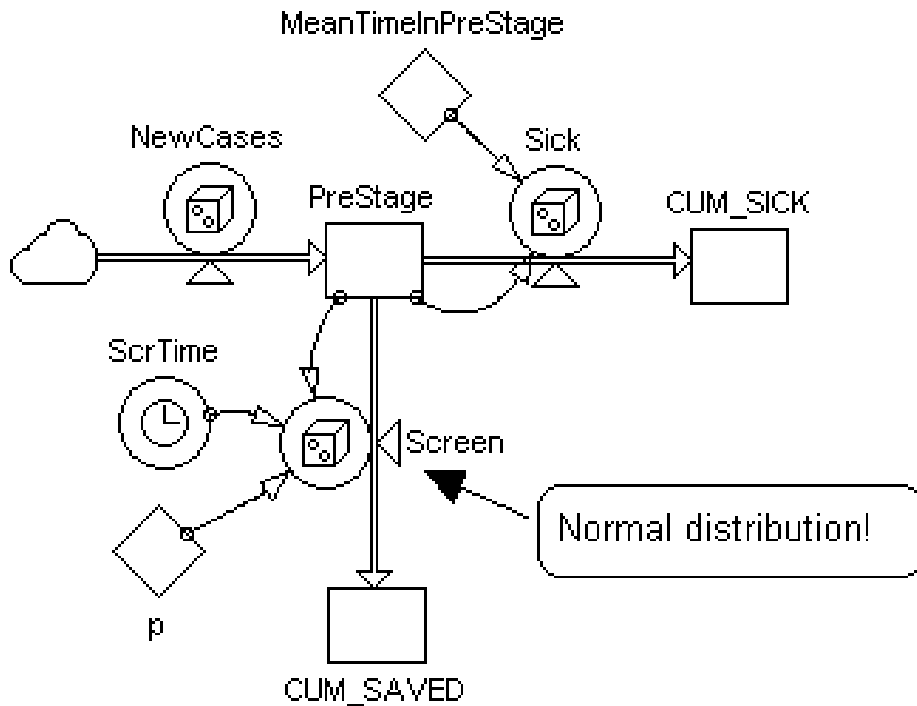 MeanTimeInPreStage
NewCases
Sick
PreStage
CUM_SICK
ScrTime
Screen
Normal distribution!
p
CUM_SAVED